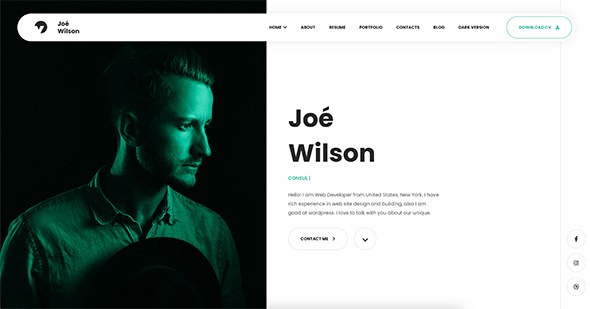 Joé
Wilson
HOME ABOUT RESUME PORTFOLIO CONTACTS BLOG DARK VERSION DOWNLOAD CV
Joé
Wilson
CONSUL|
Hello! I am Web Developer from United States, New York. I have
rich experience in web site design and building, also I am
good at wordpress. I love to talk with you about our unique.
CONTACT ME